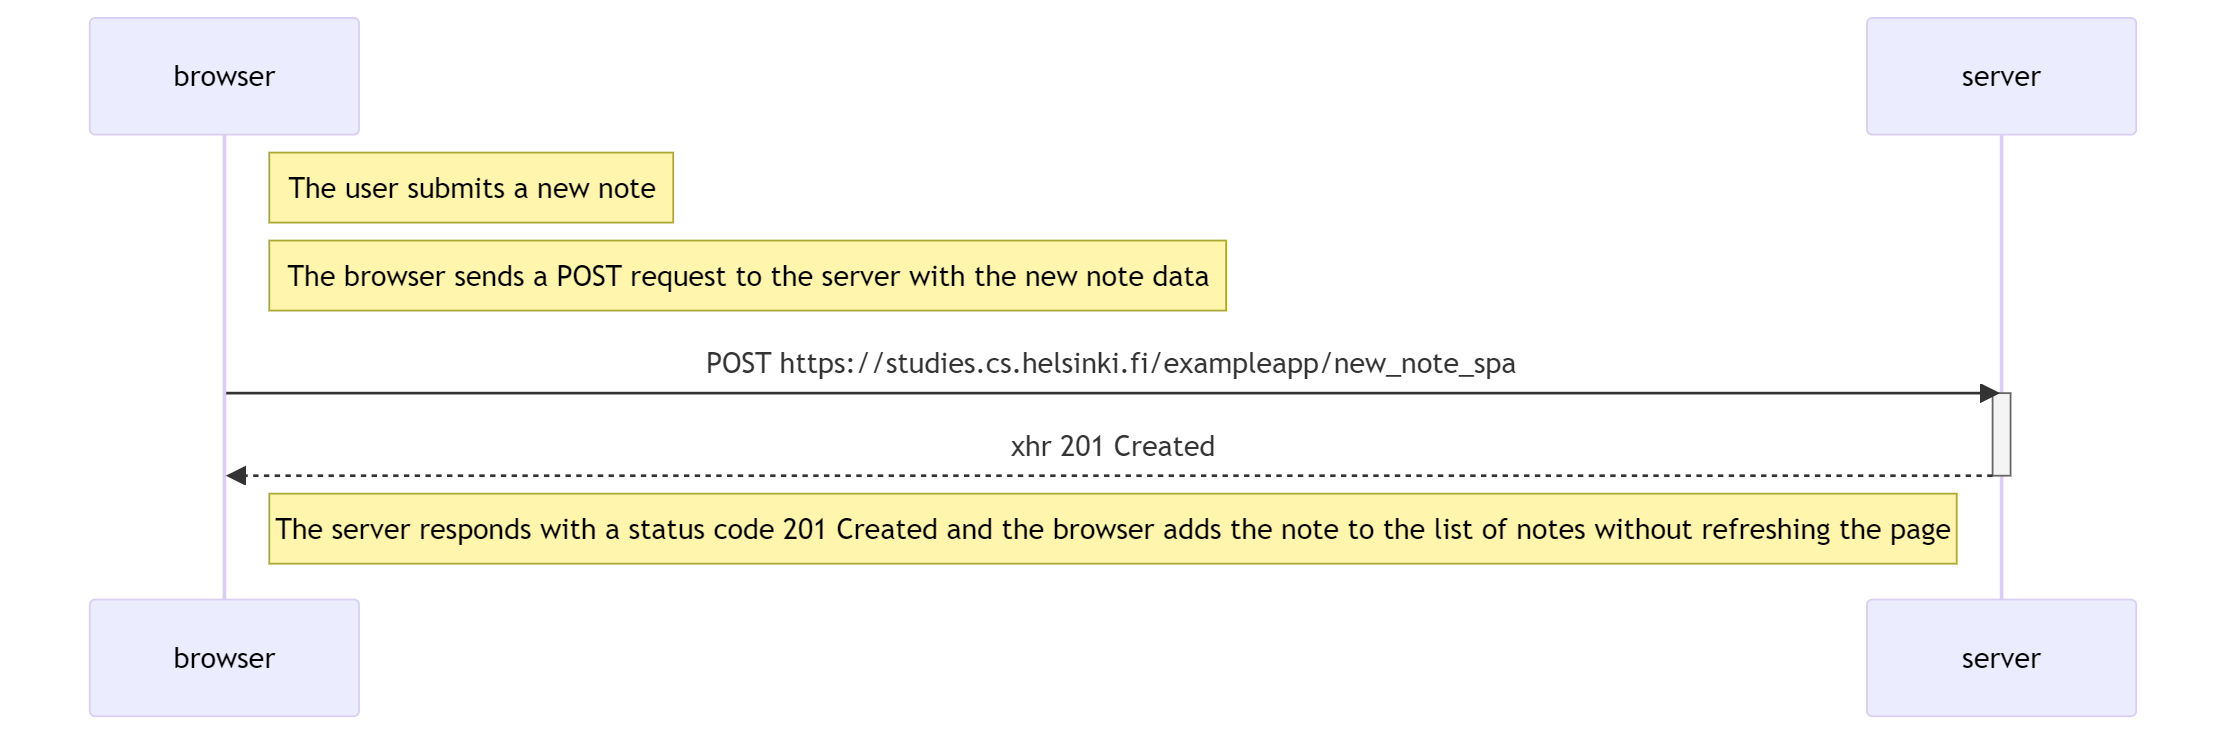 browser
server
The user submits a new note
The browser sends a POST request to the server with the new note data
POST https://studies.cs.helsinki.fi/exampleapp/new_note_spa
xhr 201 Created
The server responds with a status code 201 Created and the browser adds the note to the list of notes without refreshing the page
browser
server